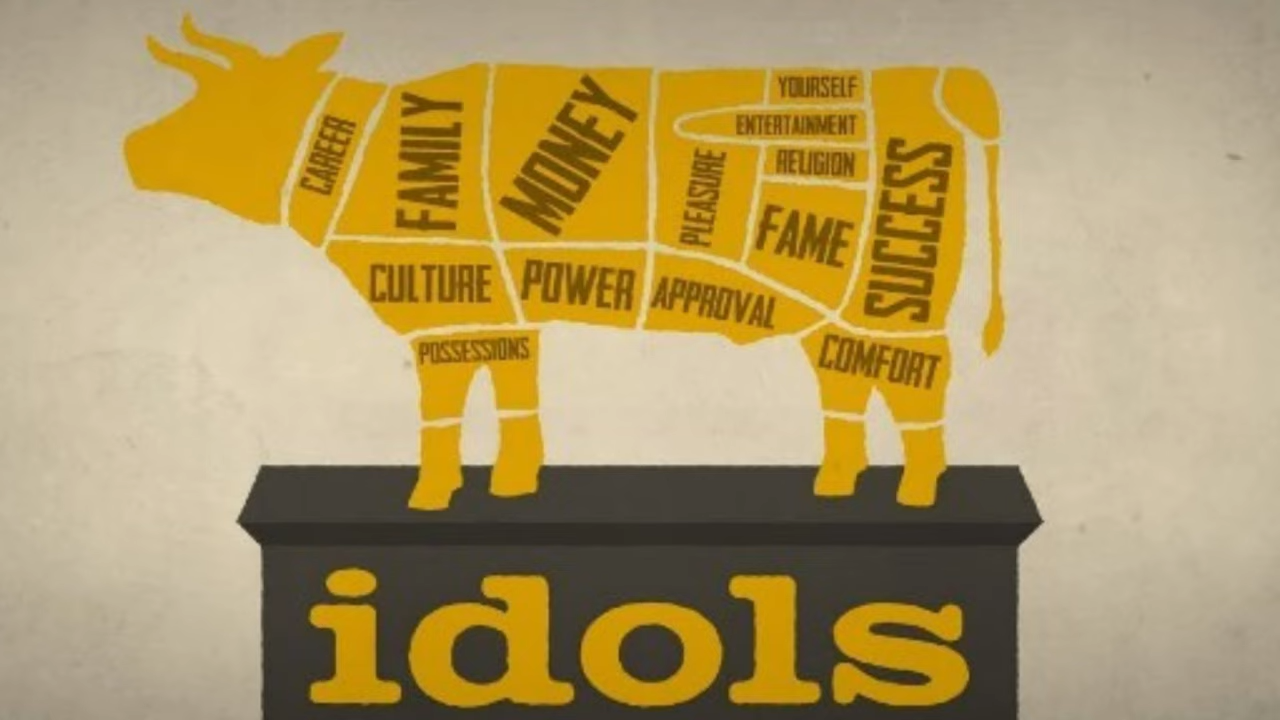 CAREER
FAMILY
MONEY
PLEASURE
YOURSELF
ENTERTAINMENT
RELIGION
FAME
SUCCESS
CULTURE
POWER
APPROVAL
POSSESSIONS
COMFORT
idols